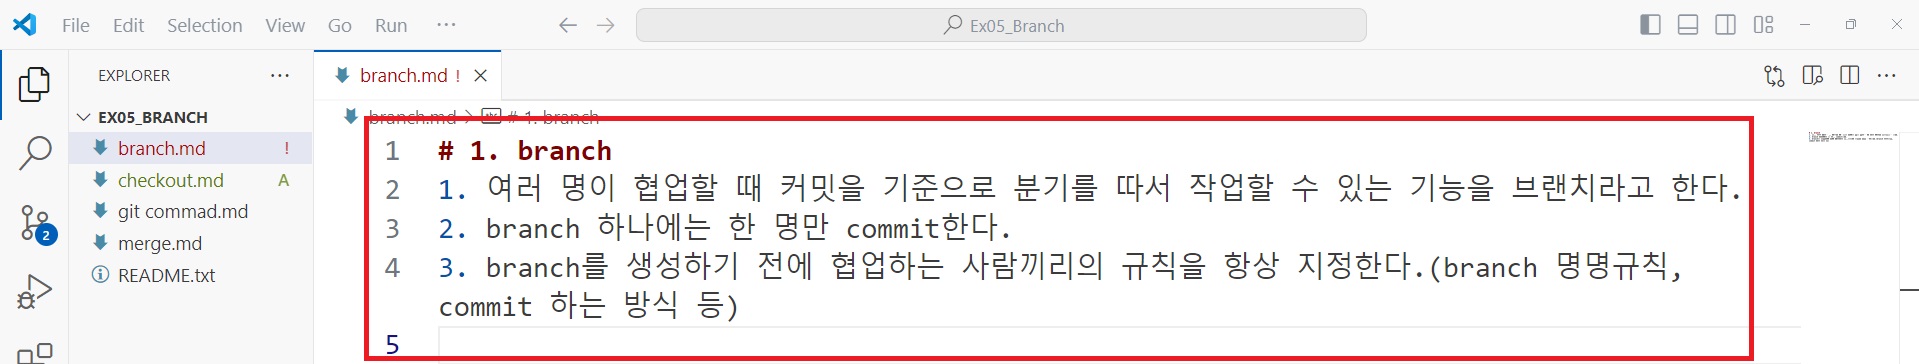 File Edit Selection View Go Run ··· Ex05_Branch
EXPLORER ···
branch.md !
EX05_BRANCH
branch.md > # 1. branch
branch.md !
checkout.md A
git commad.md
2
merge.md
README.txt
1 # 1. branch
2 1. 여러 명이 협업할 때 커밋을 기준으로 분기를 따서 작업할 수 있는 기능을 브랜치라고 한다.
3 2. branch 하나에는 한 명만 commit한다.
4 3. branch를 생성하기 전에 협업하는 사람끼리의 규칙을 항상 지정한다.(branch 명명규칙,
commit 하는 방식 등)
5